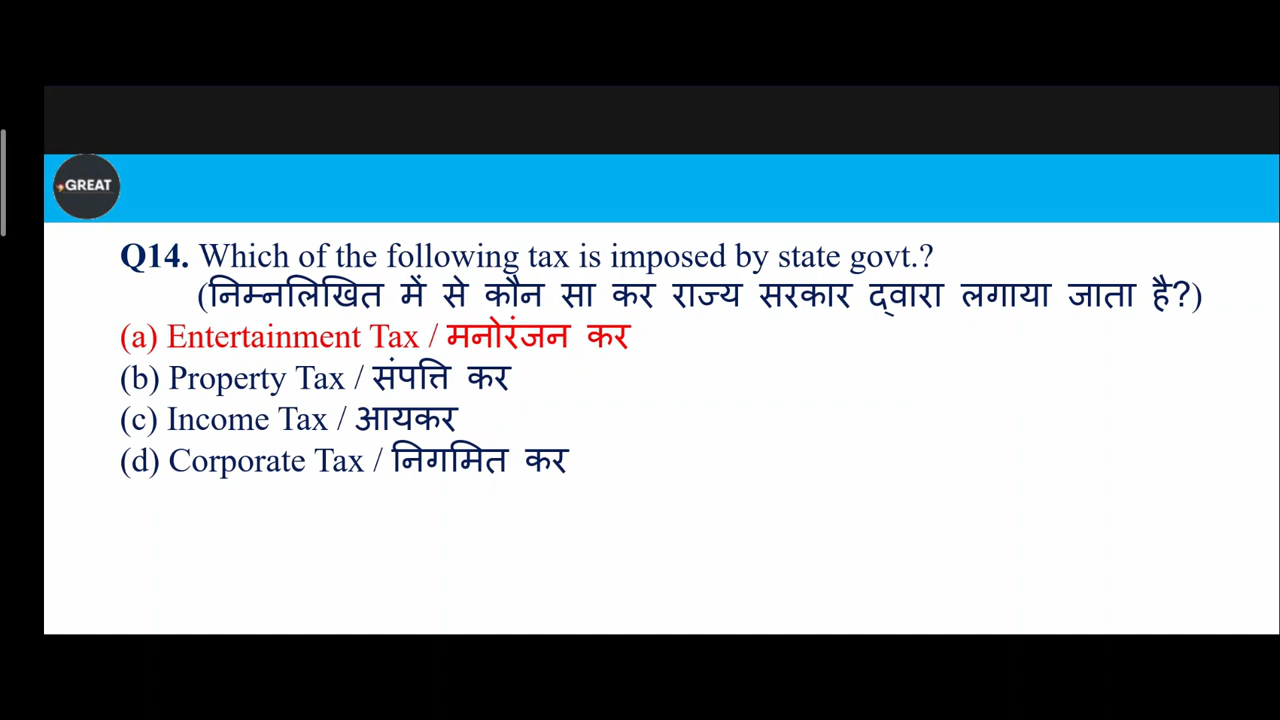 GREAT
Q14. Which of the following tax is imposed by state govt.?
(निम्नलिखित में से कौन सा कर राज्य सरकार द्वारा लगाया जाता है?)
(a) Entertainment Tax / मनोरंजन कर
(b) Property Tax / संपत्ति कर
(c) Income Tax / आयकर
(d) Corporate Tax / निगमित कर